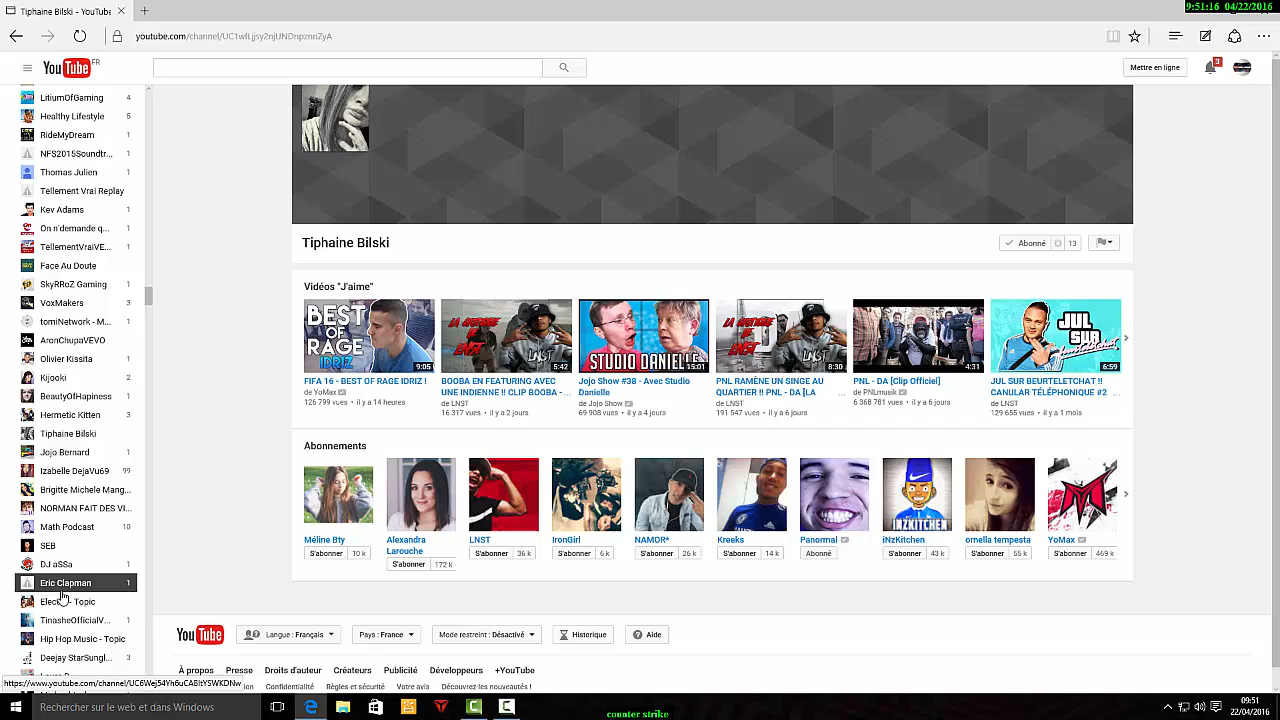 Tiphaine Bilski - YouTube
9:51:16 04/22/2016
youtube.com/channel/UC1wfLjjsy2njUNDnpznnZyA
YouTube FR
Mettre en ligne
3
LitiumOfGaming 4
Healthy Lifestyle 5
RideMyDream 1
NFS2015Soundtr... 1
Thomas Julien 1
Tellement Vrai Replay
Kev Adams 1
On n'demande q... 1
TellementVraiVE... 1
Face Au Doute
SkyRRoZ Gaming 1
VoxMakers 3
tomiNetwork - M... 1
AronChupaVEVO
Olivier Kissita 1
Kijooki 2
BeautyOfHapiness 1
Hermetic Kitten 3
Tiphaine Bilski
Jojo Bernard 1
Izabelle DejaVu69 99
Brigitte Michele Mang...
NORMAN FAIT DES VI...
Math Podcast 10
SEB
DJ aSSa 1
Eric Clapman 1
Topic
TinasheOfficialV... 1
Hip Hop Music - Topic
Deejay StarSungl... 3
Tiphaine Bilski
Abonné 13
Vidéos "J'aime"
BEST OF RAGE IDRIZ
9:05
LNST
5:42
STUDIO DANIELLE
15:01
LNST
8:30
4:31
JUL SUR
6:59
FIFA 16 - BEST OF RAGE IDRIZ !
de YoMax
126 799 vues • il y a 14 heures
BOOBA EN FEATURING AVEC
UNE INDIENNE !! CLIP BOOBA - ...
de LNST
16 317 vues • il y a 2 jours
Jojo Show #38 - Avec Studio
Danielle
de Jojo Show
69 908 vues • il y a 4 jours
PNL RAMÈNE UN SINGE AU
QUARTIER !! PNL - DA [LA ...
de LNST
191 547 vues • il y a 6 jours
PNL - DA [Clip Officiel]
de PNLmusik
6 368 781 vues • il y a 6 jours
JUL SUR BEURTELETCHAT !!
CANULAR TÉLÉPHONIQUE #2 ...
de LNST
129 655 vues • il y a 1 mois
Abonnements
INZKITCHEN
Méline Bty
S'abonner 10 k
Alexandra
Larouche
S'abonner 172 k
LNST
S'abonner 36 k
IronGirl
S'abonner 6 k
NAMOR*
S'abonner 26 k
Kreeks
S'abonner 14 k
Panormal
Abonné
iNzKitchen
S'abonner 43 k
ornella tempesta
S'abonner 55 k
YoMax
S'abonner 469 k
YouTube
Langue : Français
Pays : France
Mode restreint : Désactivé
Historique
Aide
À propos Presse Droits d'auteur Créateurs Publicité Développeurs +YouTube
Confidentialité Règles et sécurité Votre avis Découvrez les nouveautés !
https://www.youtube.com/channel/UC6Wej54Yh6uCABitYSWKDNw
Rechercher sur le web et dans Windows
counter strike
09:51
22/04/2016